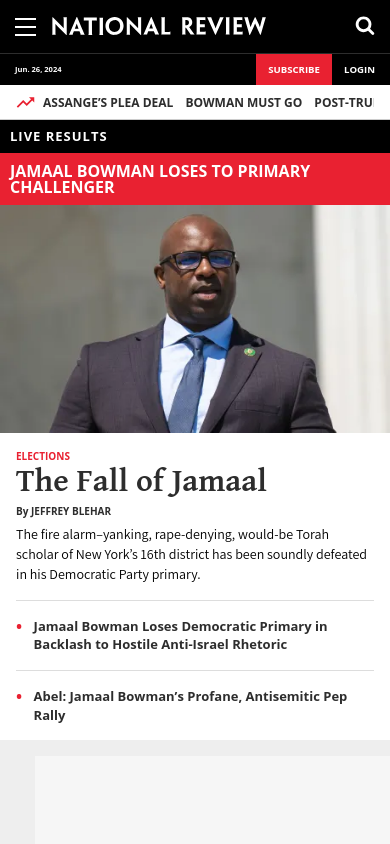 NATIONAL REVIEW
Jun. 26, 2024
SUBSCRIBE
LOGIN
ASSANGE'S PLEA DEAL BOWMAN MUST GO POST-TRU
LIVE RESULTS
JAMAAL BOWMAN LOSES TO PRIMARY
CHALLENGER
ELECTIONS
The Fall of Jamaal
By JEFFREY BLEHAR
The fire alarm–yanking, rape-denying, would-be Torah
scholar of New York's 16th district has been soundly defeated
in his Democratic Party primary.
• Jamaal Bowman Loses Democratic Primary in
Backlash to Hostile Anti-Israel Rhetoric
• Abel: Jamaal Bowman's Profane, Antisemitic Pep
Rally